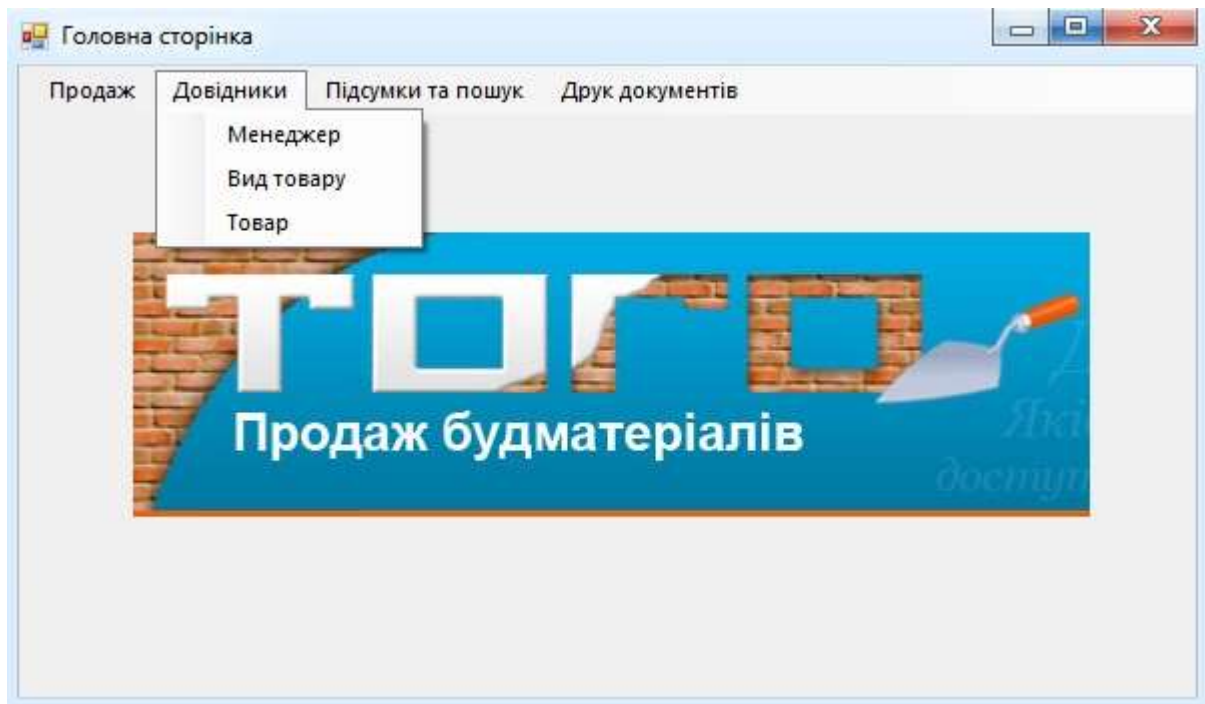 Головна сторінка
Продаж Довідники Підсумки та пошук Друк документів
Менеджер
Вид товару
Товар
ТОГО
Продаж будматеріалів